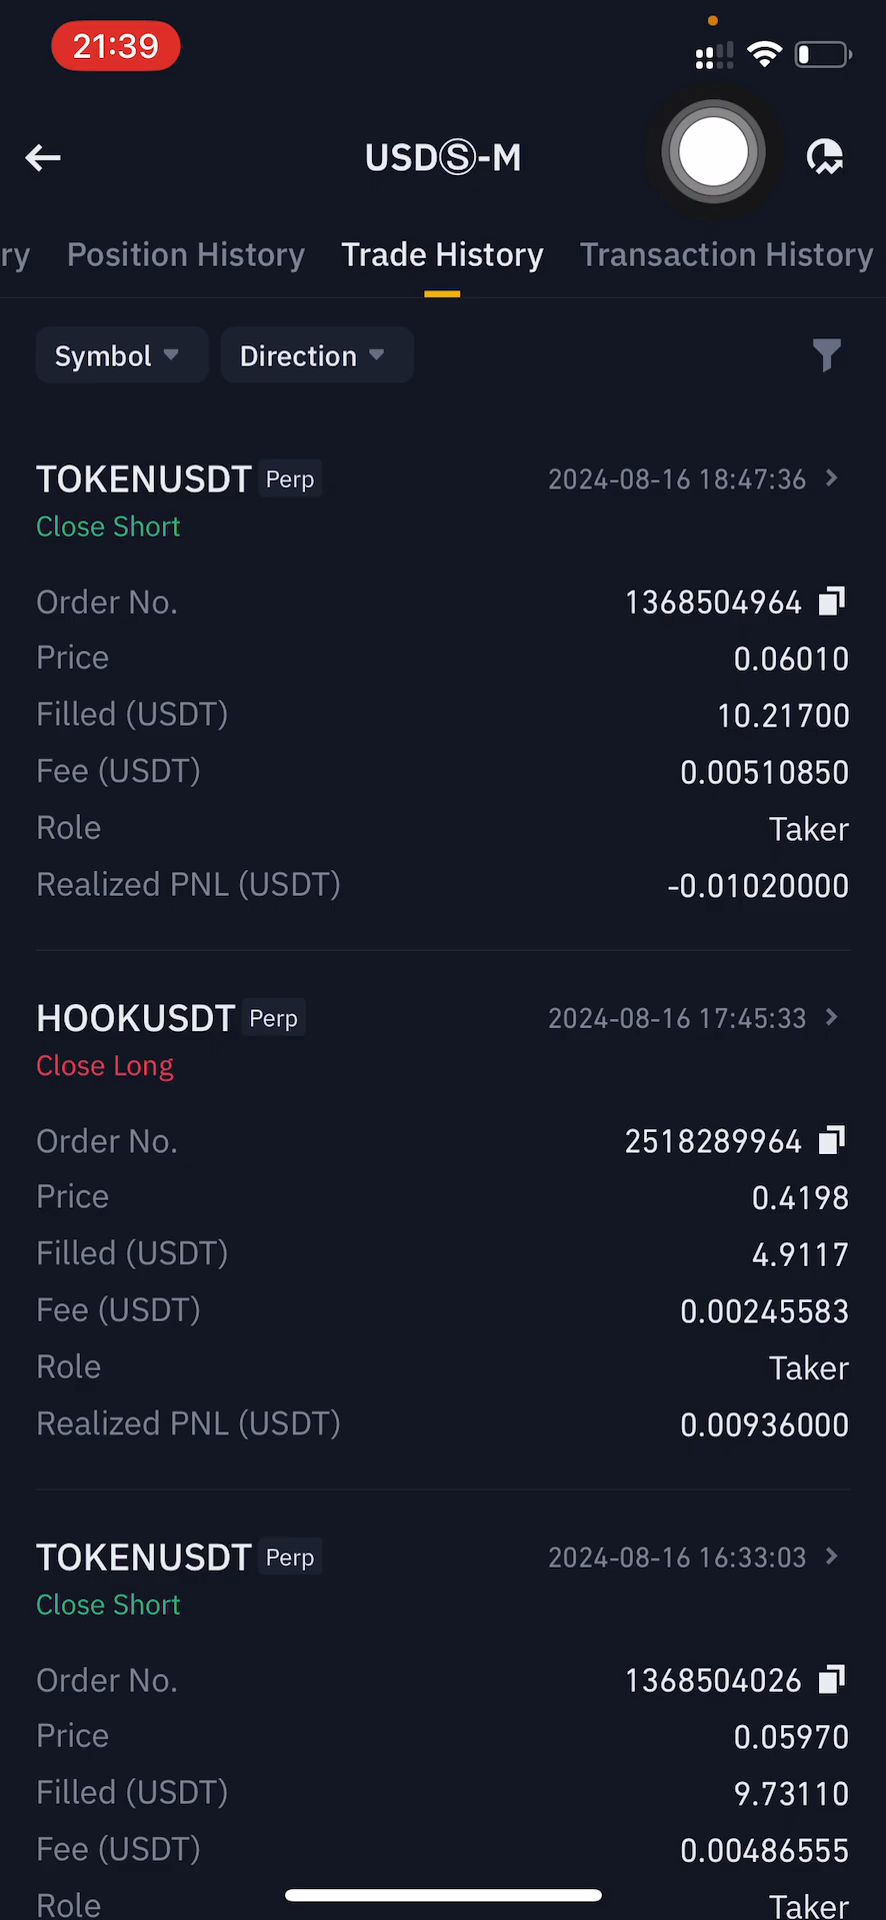 21:39
USDⓈ-M
ry Position History Trade History Transaction History
Symbol Direction
TOKENUSDT Perp 2024-08-16 18:47:36
Close Short
Order No. 1368504964
Price 0.06010
Filled (USDT) 10.21700
Fee (USDT) 0.00510850
Role Taker
Realized PNL (USDT) -0.01020000
HOOKUSDT Perp 2024-08-16 17:45:33
Close Long
Order No. 2518289964
Price 0.4198
Filled (USDT) 4.9117
Fee (USDT) 0.00245583
Role Taker
Realized PNL (USDT) 0.00936000
TOKENUSDT Perp 2024-08-16 16:33:03
Close Short
Order No. 1368504026
Price 0.05970
Filled (USDT) 9.73110
Fee (USDT) 0.00486555
Role Taker